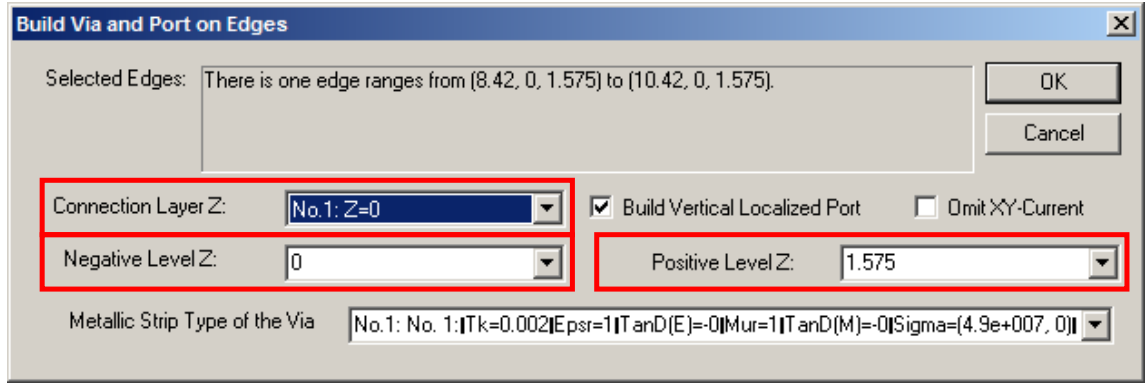 Build Via and Port on Edges
Selected Edges: There is one edge ranges from (8.42, 0, 1.575) to (10.42, 0, 1.575).
OK
Cancel
Connection Layer Z: No.1: Z=0 Build Vertical Localized Port Omit XY-Current
Negative Level Z: 0 Positive Level Z: 1.575
Metallic Strip Type of the Via No.1: No. 1:|Tk=0.002|Epsr=1|TanD(E)=-0|Mur=1|TanD(M)=-0|Sigma=(4.9e+007, 0)|